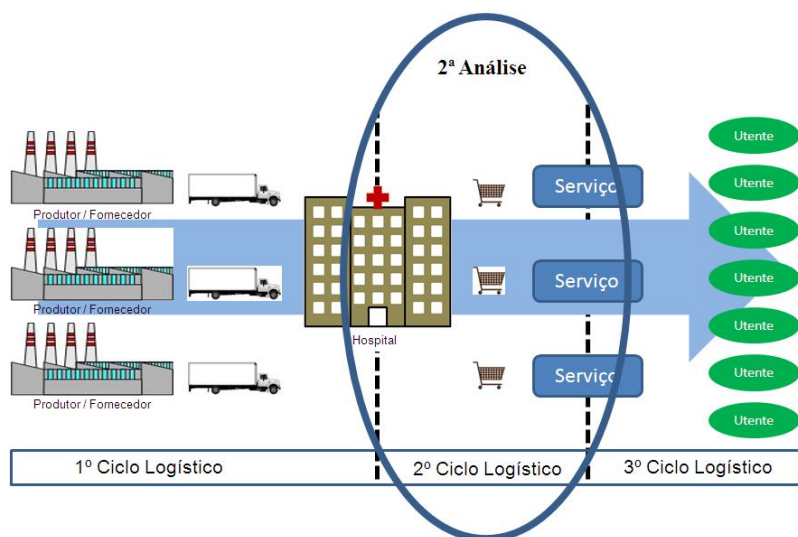 2ª Análise
Utente
Utente
Serviço
Produtor / Fornecedor
Utente
Serviço
Utente
Produtor / Fornecedor
Utente
Hospital
Serviço
Utente
Produtor / Fornecedor
Utente
1º Ciclo Logístico
2º Ciclo Logístico
3º Ciclo Logístico